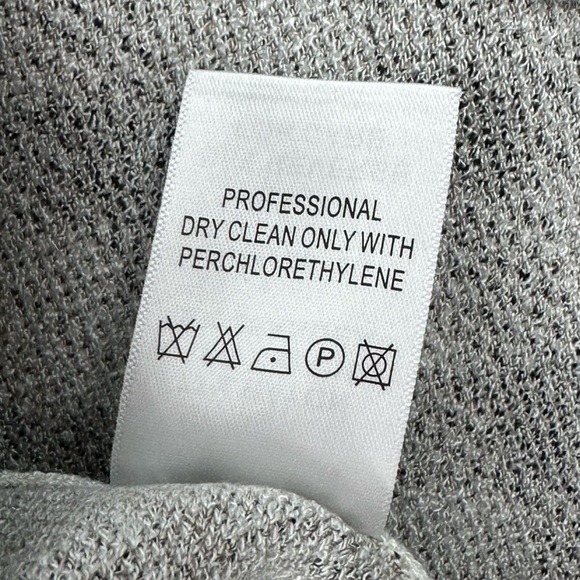 PROFESSIONAL
DRY CLEAN ONLY WITH
PERCHLORETHYLENE
P